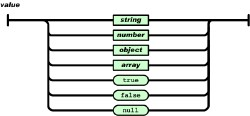 value
string
number
object
array
true
false
null